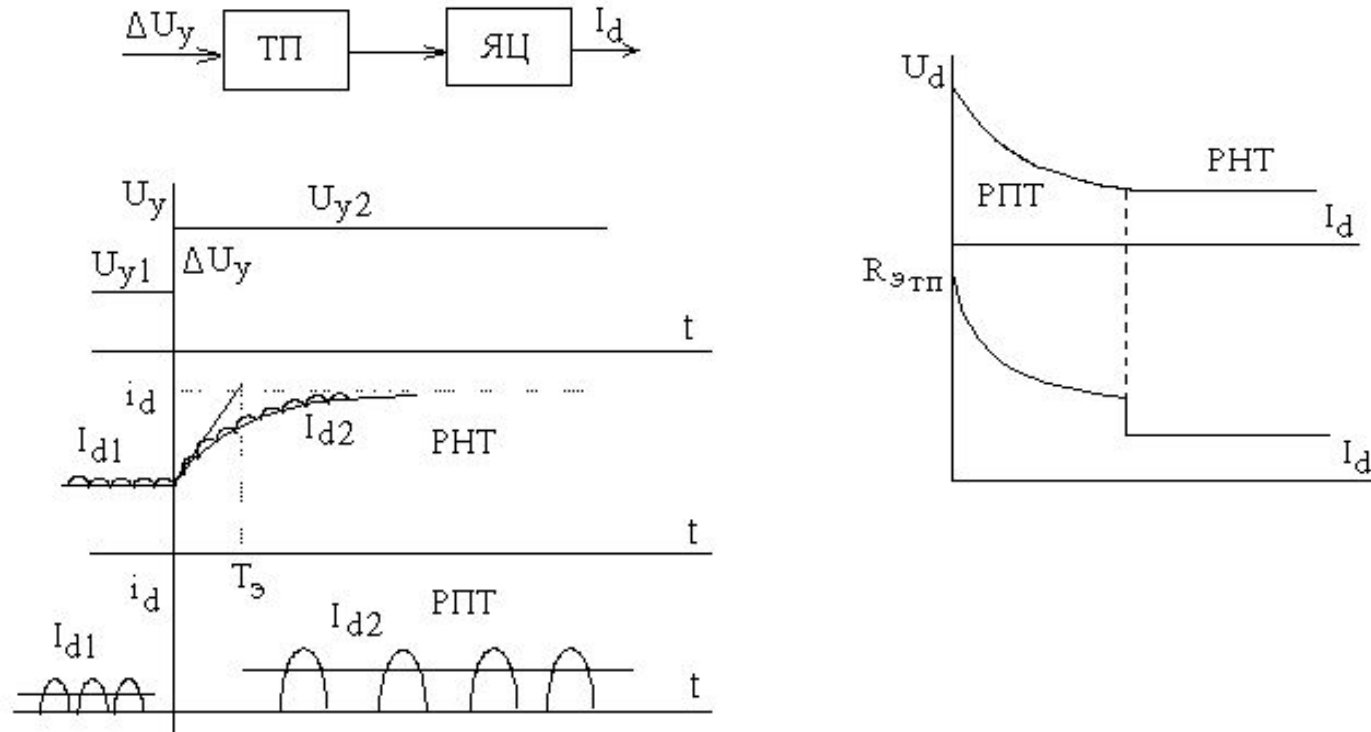 ΔUу
ТП
ЯЦ
Id
Uу
Uу2
Uу1
ΔUу
t
id
Id1
Id2
РНТ
t
Tэ
id
РПТ
Id1
Id2
t
Ud
РНТ
РПТ
Id
Rэтп
Id